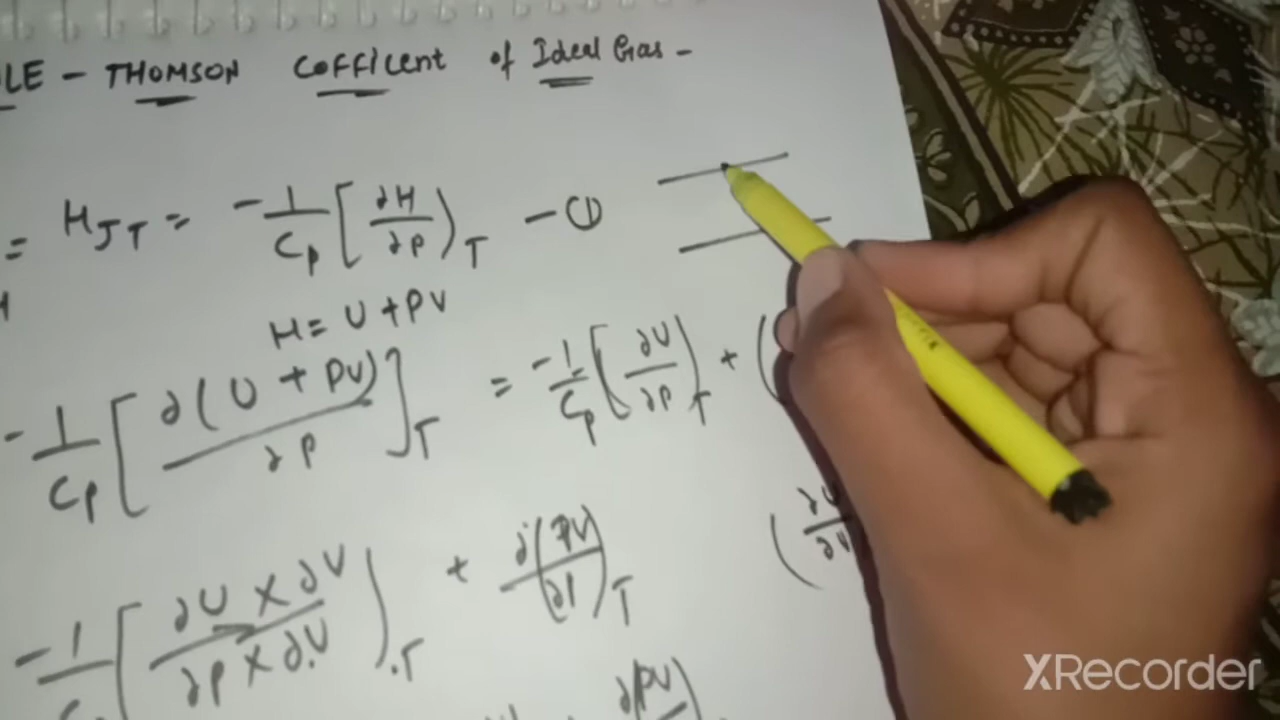 LE - THOMSON COFFICENT of Ideal Gas -
= μJT = -1/Cp [∂H/∂P)T - ①
H
H = U + PV
-1/Cp [∂(U + PV)/∂P]T = -1/Cp [(∂U/∂P)T + (
-1/C [∂U × ∂V/∂P × ∂V).T + ∂(PV)/∂P)T (∂U/∂V
∂(PV)
XRecorder